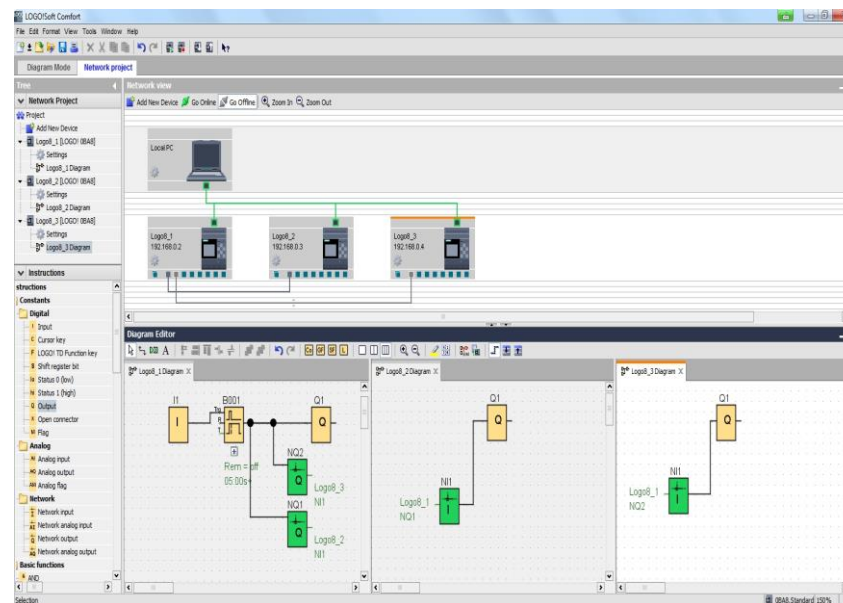 LOGO!Soft Comfort
File Edit Format View Tools Window Help
Diagram Mode Network project
Tree
Network view
Network Project
Add New Device Go Online Go Offline Zoom In Zoom Out
Project
Add New Device
Logo8_1 [LOGO! 0BA8]
Settings
Logo8_1 Diagram
Logo8_2 [LOGO! 0BA8]
Settings
Logo8_2 Diagram
Logo8_3 [LOGO! 0BA8]
Settings
Logo8_3 Diagram
Local PC
Logo8_1
192.168.0.2
Logo8_2
192.168.0.3
Logo8_3
192.168.0.4
Instructions
structions
Constants
Digital
Input
Cursor key
LOGO! TD Function key
Shift register bit
Status 0 (low)
Status 1 (high)
Output
Open connector
Flag
Analog
Analog input
Analog output
Analog flag
Network
Network input
Network analog input
Network output
Network analog output
Basic functions
AND
Diagram Editor
Logo8_1 Diagram
I1
I
B001
Trg
R
T
Rem = off
05:00s+
Q1
Q
NQ2
Q
Logo8_3
NI1
NQ1
Q
Logo8_2
NI1
Logo8_2 Diagram
Q1
Q
NI1
I
Logo8_1
NQ1
Logo8_3 Diagram
Q1
Q
NI1
I
Logo8_1
NQ2
Selection
0BA8.Standard 150%